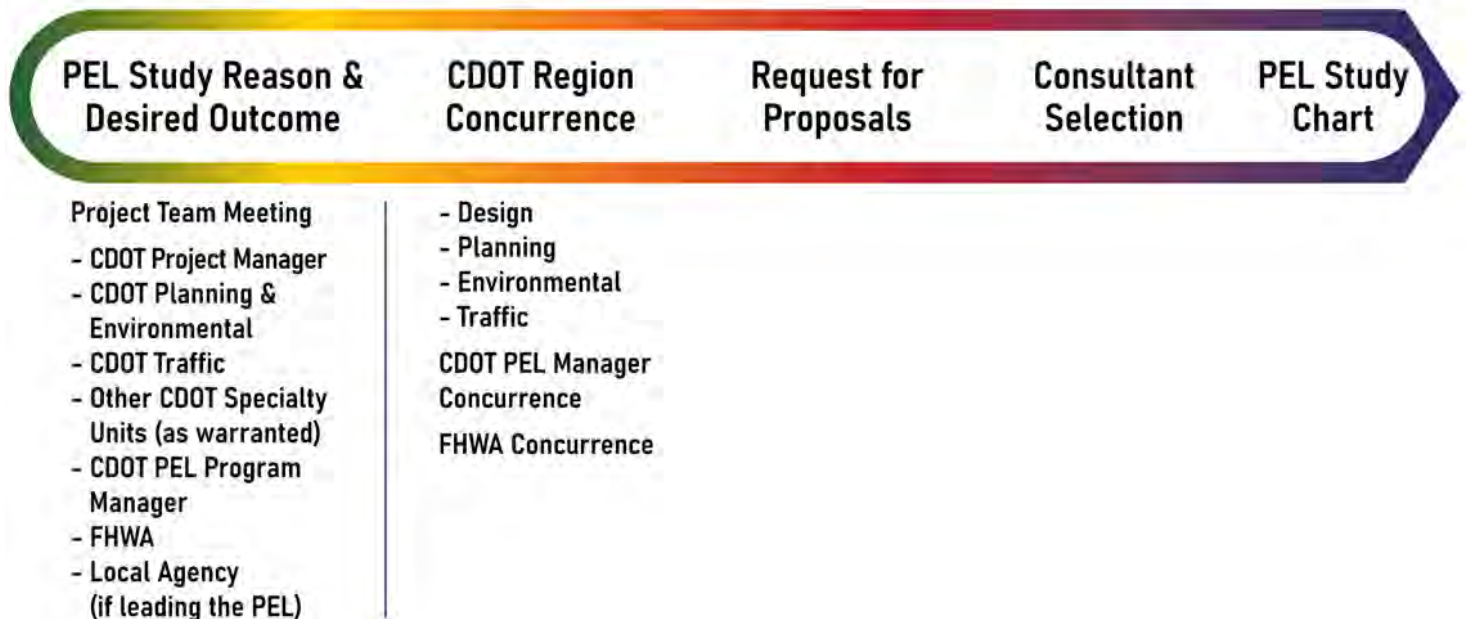 PEL Study Reason &
Desired Outcome
CDOT Region
Concurrence
Request for
Proposals
Consultant
Selection
PEL Study
Chart
Project Team Meeting
- CDOT Project Manager
- CDOT Planning &
Environmental
- CDOT Traffic
- Other CDOT Specialty
Units (as warranted)
- CDOT PEL Program
Manager
- FHWA
- Local Agency
(if leading the PEL)
- Design
- Planning
- Environmental
- Traffic
CDOT PEL Manager
Concurrence
FHWA Concurrence